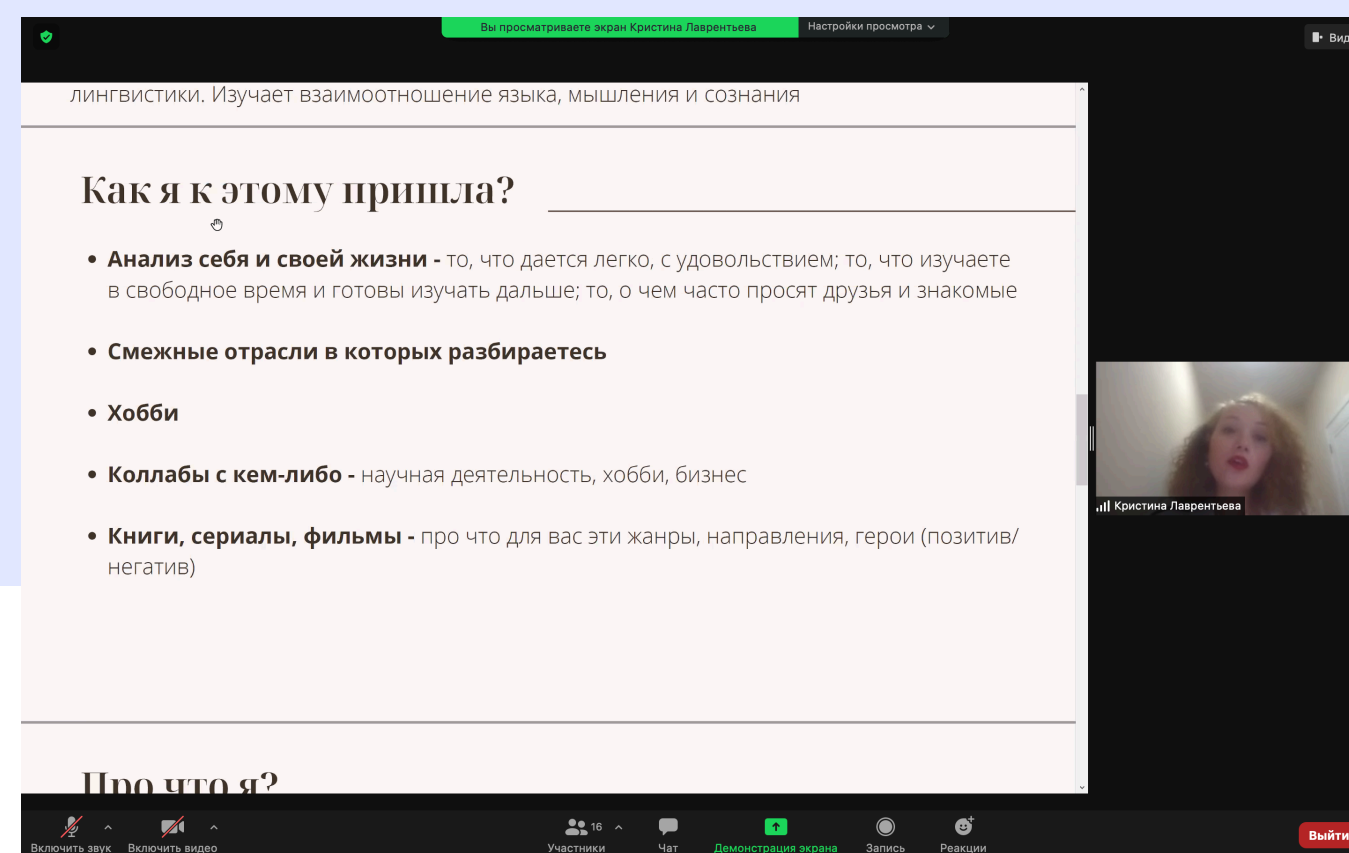 Вы просматриваете экран Кристина Лаврентьева
Настройки просмотра
Вид
лингвистики. Изучает взаимоотношение языка, мышления и сознания
Как я к этому пришла?
• Анализ себя и своей жизни - то, что дается легко, с удовольствием; то, что изучаете
в свободное время и готовы изучать дальше; то, о чем часто просят друзья и знакомые
• Смежные отрасли в которых разбираетесь
• Хобби
• Коллабы с кем-либо - научная деятельность, хобби, бизнес
• Книги, сериалы, фильмы - про что для вас эти жанры, направления, герои (позитив/
негатив)
Кристина Лаврентьева
Про что я?
Включить звук
Включить видео
16
Участники
Чат
Демонстрация экрана
Запись
Реакции
Выйти